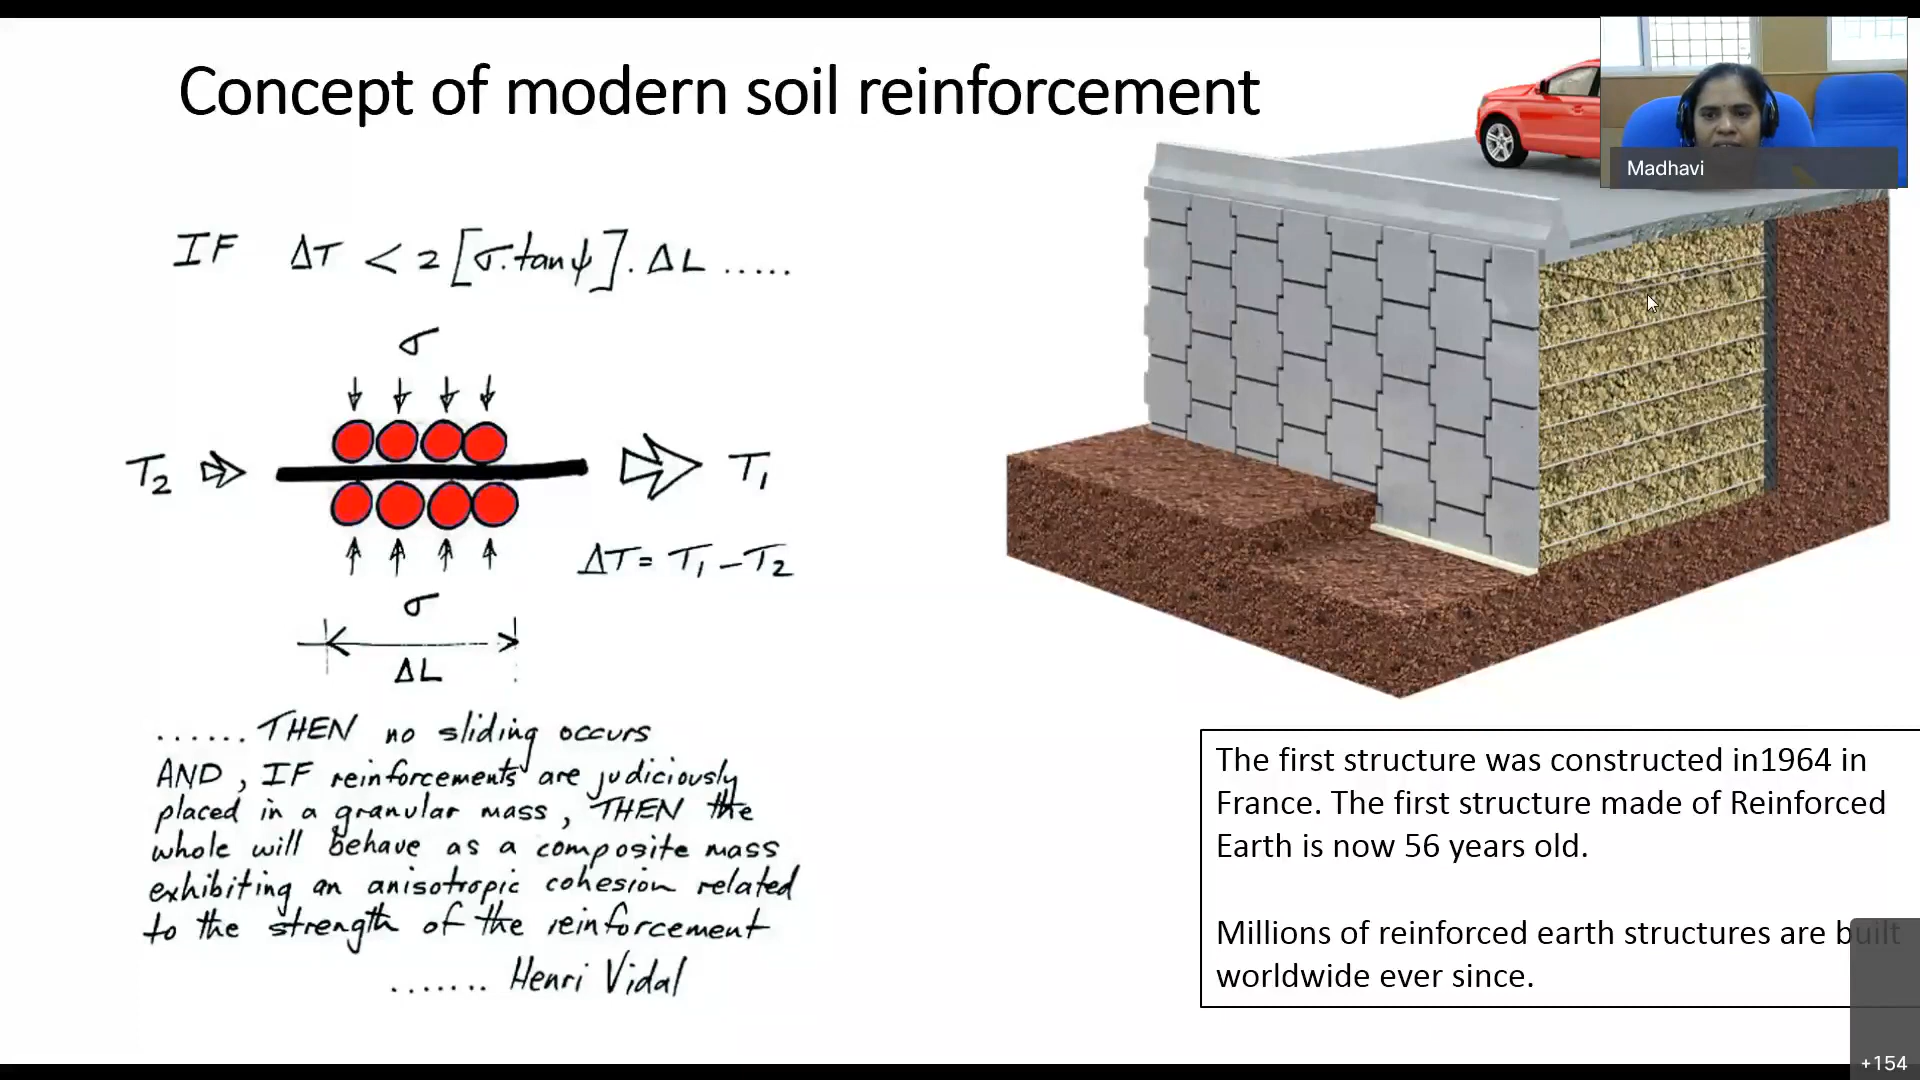 Concept of modern soil reinforcement
Madhavi
IF ΔT < 2 [σ.tanψ]. ΔL .....
σ
T2
T1
ΔT = T1 - T2
σ
ΔL
...... THEN no sliding occurs
AND, IF reinforcements are judiciously
placed in a granular mass, THEN the
whole will behave as a composite mass
exhibiting an anisotropic cohesion related
to the strength of the reinforcement
....... Henri Vidal
The first structure was constructed in1964 in
France. The first structure made of Reinforced
Earth is now 56 years old.
Millions of reinforced earth structures are built
worldwide ever since.
+154